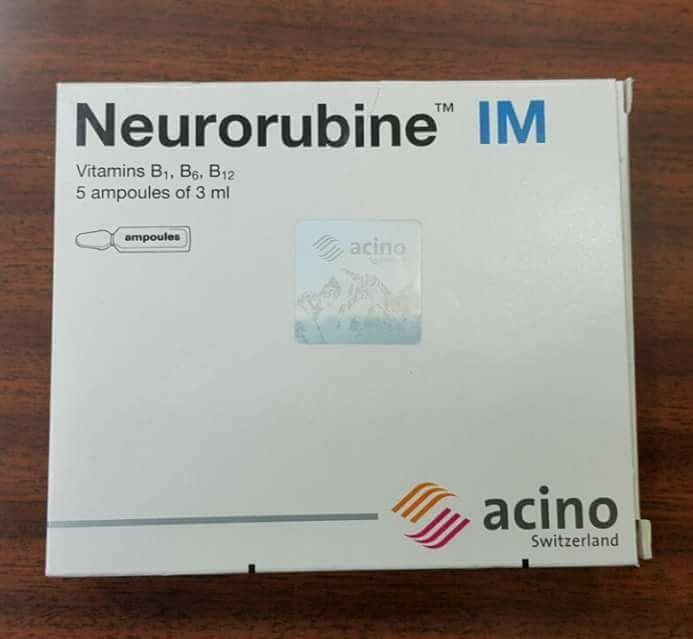 Neurorubine™ IM
Vitamins B₁, B₆, B₁₂
5 ampoules of 3 ml
ampoules
acino
acino
Switzerland